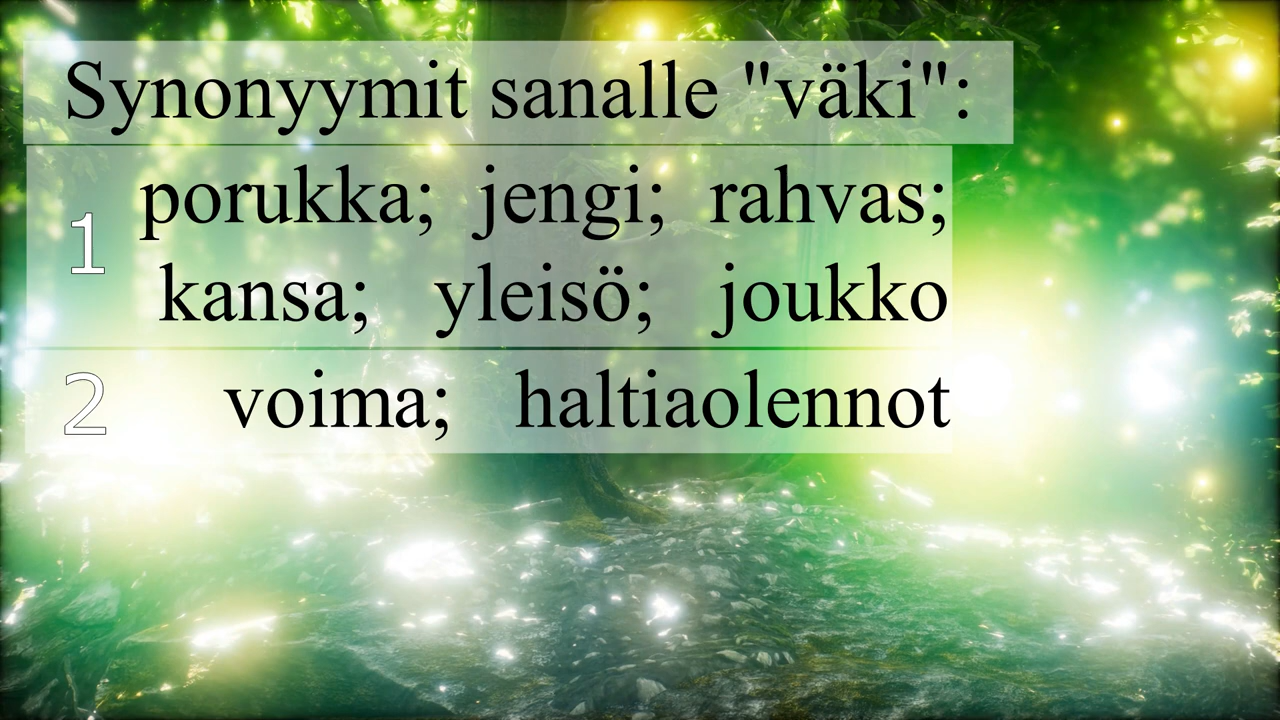 Synonyymit sanalle "väki":
1 porukka; jengi; rahvas;
kansa; yleisö; joukko
2 voima; haltiaolennot